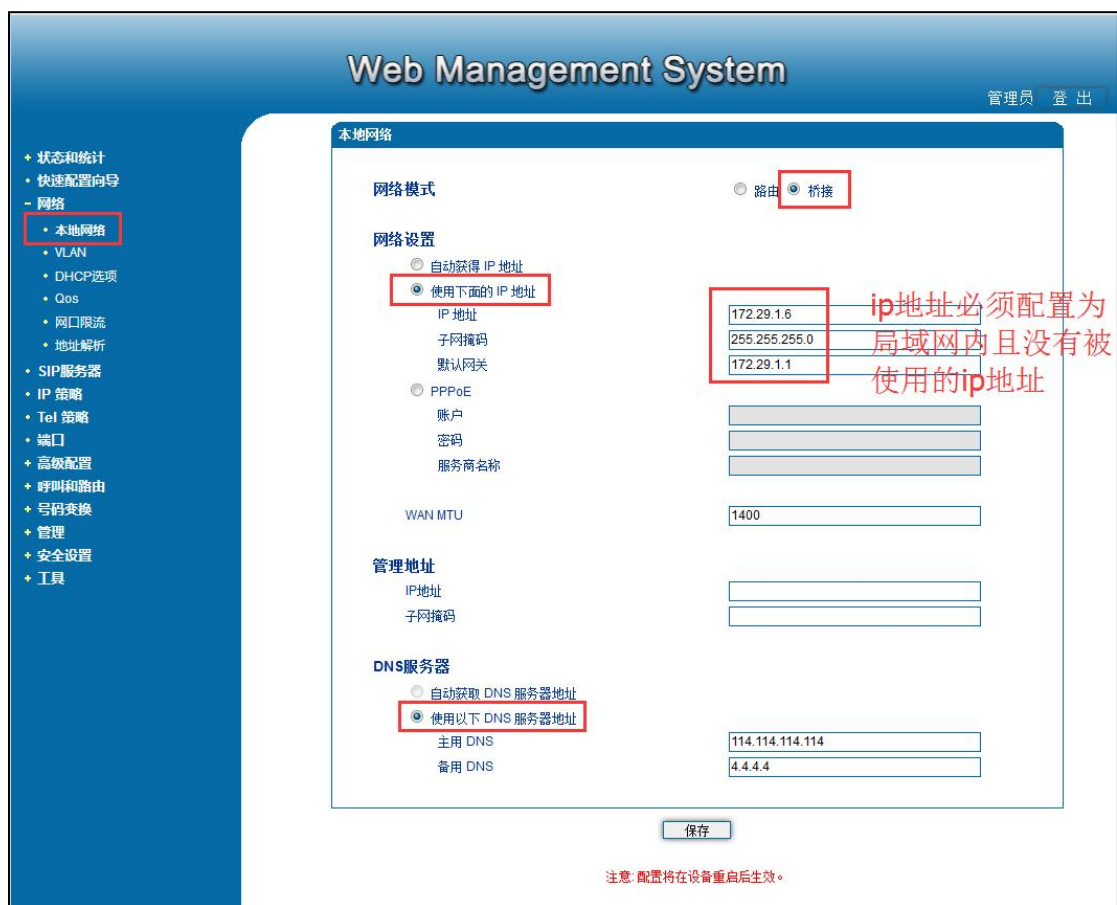 Web Management System
管理员 登出
+ 状态和统计
• 快速配置向导
- 网络
• 本地网络
• VLAN
• DHCP选项
• Qos
• 网口限流
• 地址解析
• SIP服务器
• IP 策略
• Tel 策略
• 端口
+ 高级配置
+ 呼叫和路由
+ 号码变换
+ 管理
+ 安全设置
+ 工具
本地网络
网络模式 路由 桥接
网络设置
自动获得 IP 地址
使用下面的 IP 地址
IP 地址 172.29.1.6
子网掩码 255.255.255.0
默认网关 172.29.1.1
ip地址必须配置为
局域网内且没有被
使用的ip地址
PPPoE
账户
密码
服务商名称
WAN MTU 1400
管理地址
IP地址
子网掩码
DNS服务器
自动获取 DNS 服务器地址
使用以下 DNS 服务器地址
主用 DNS 114.114.114.114
备用 DNS 4.4.4.4
保存
注意: 配置将在设备重启后生效。